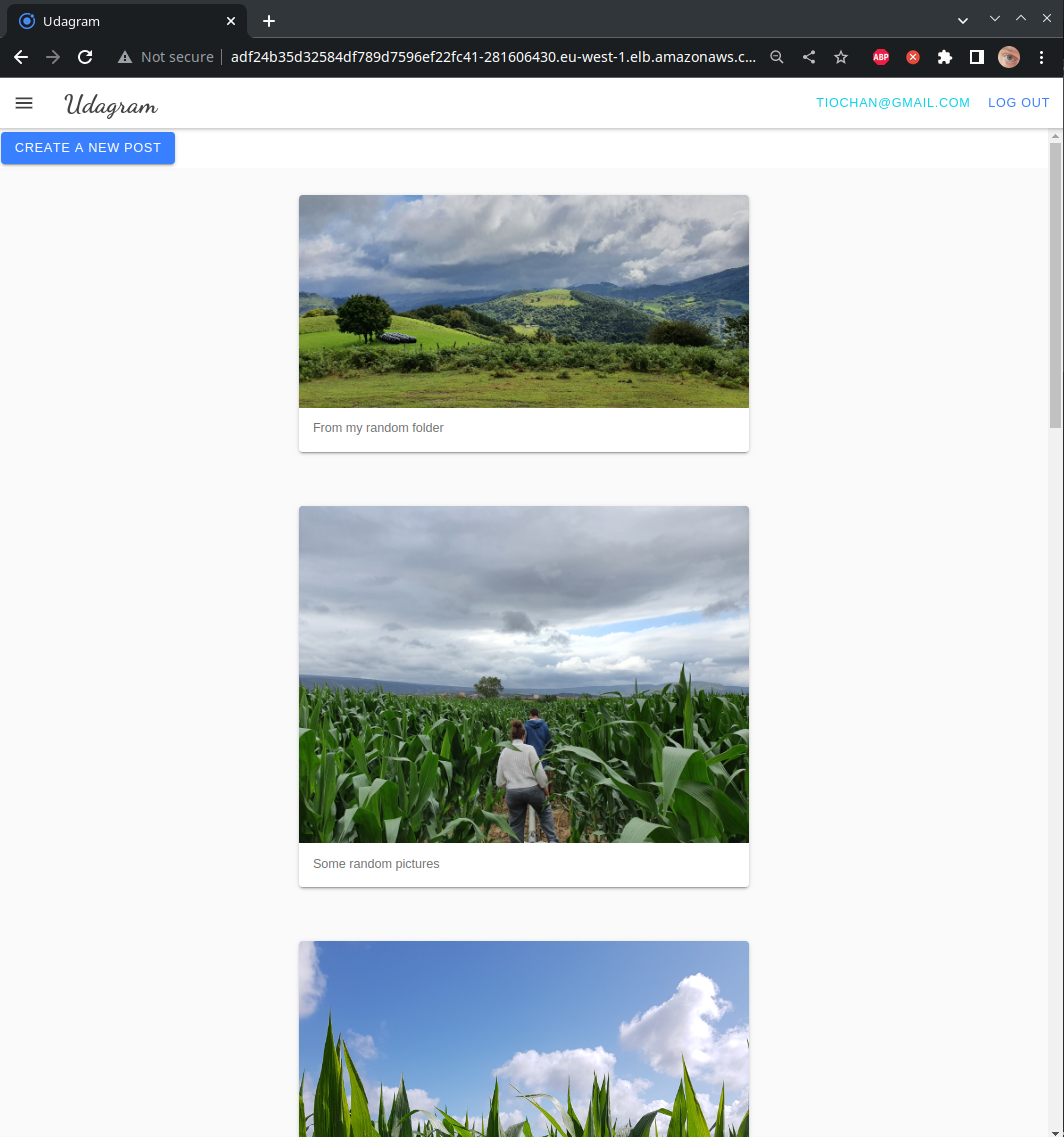 Udagram
Not secure
adf24b35d32584df789d7596ef22fc41-281606430.eu-west-1.elb.amazonaws.c...
ABP
Udagram
TIOCHAN@GMAIL.COM
LOG OUT
CREATE A NEW POST
From my random folder
Some random pictures